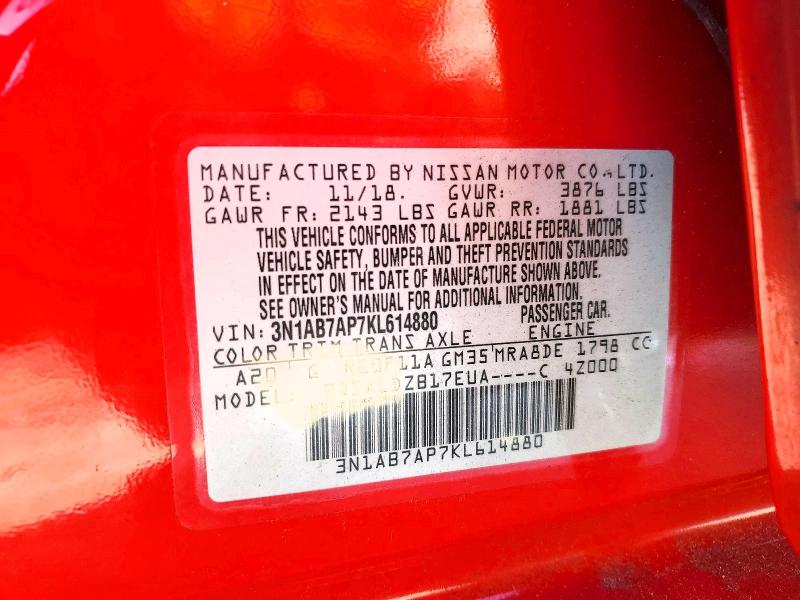 MANUFACTURED BY NISSAN MOTOR CO.,LTD.
DATE: 11/18. GVWR: 3876 LBS
GAWR FR: 2143 LBS GAWR RR: 1881 LBS
THIS VEHICLE CONFORMS TO ALL APPLICABLE FEDERAL MOTOR
VEHICLE SAFETY, BUMPER AND THEFT PREVENTION STANDARDS
IN EFFECT ON THE DATE OF MANUFACTURE SHOWN ABOVE.
SEE OWNER'S MANUAL FOR ADDITIONAL INFORMATION.
VIN: 3N1AB7AP7KL614880 PASSENGER CAR.
COLOR TRIM TRANS AXLE ENGINE
A20 G RE0F11A GM35 MRA8DE 1798 CC
MODEL: ZB17EUA----C 4Z000
3N1AB7AP7KL614880